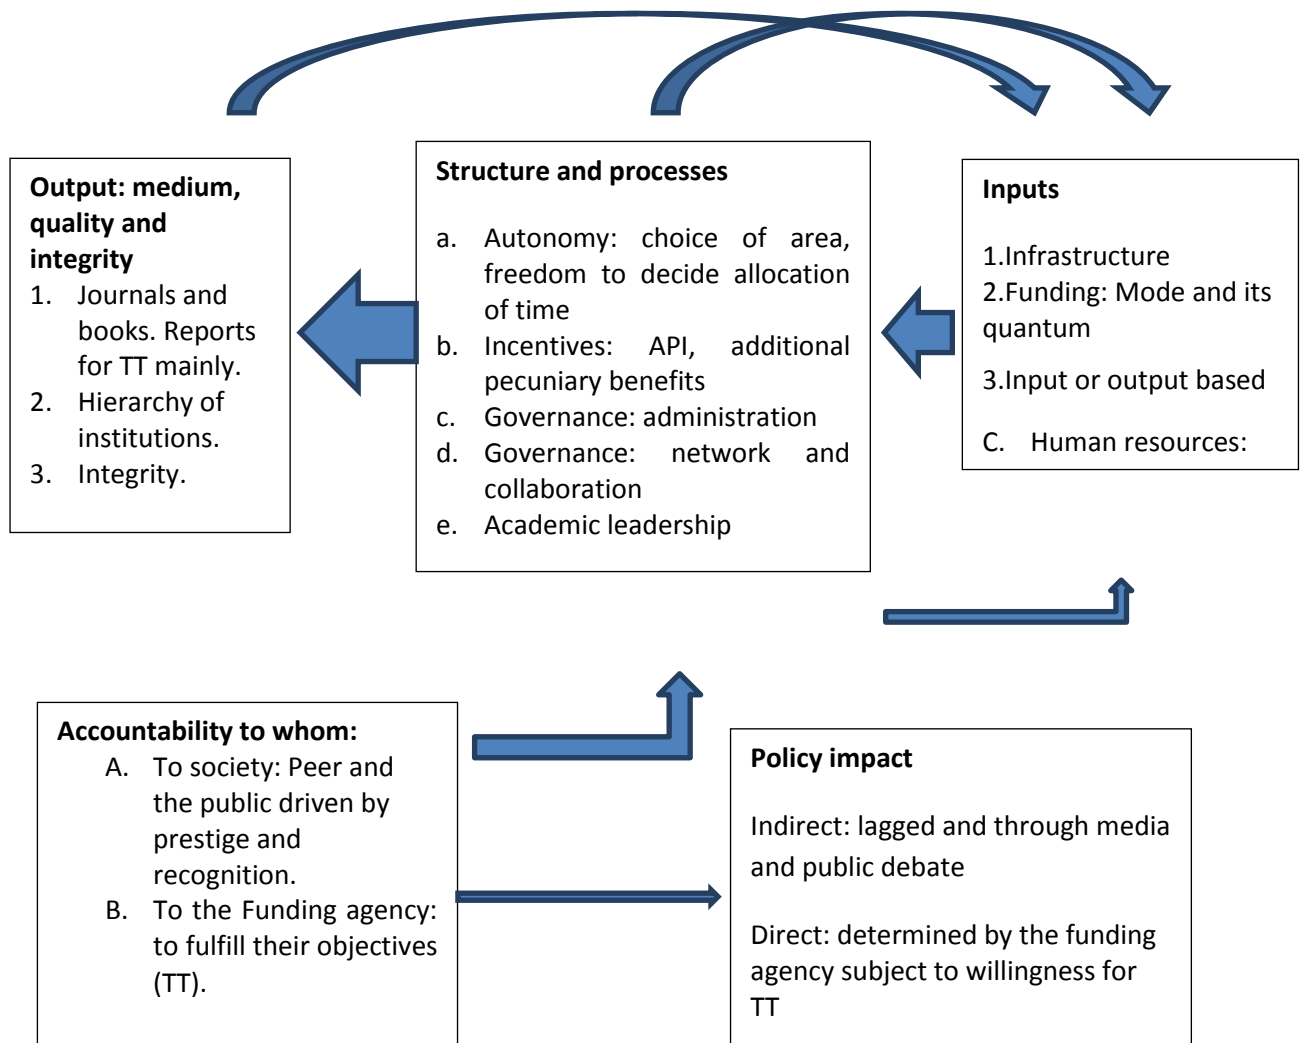 Output: medium,
quality and
integrity
1. Journals and
books. Reports
for TT mainly.
2. Hierarchy of
institutions.
3. Integrity.
Structure and processes
a. Autonomy: choice of area,
freedom to decide allocation
of time
b. Incentives: API, additional
pecuniary benefits
c. Governance: administration
d. Governance: network and
collaboration
e. Academic leadership
Inputs
1.Infrastructure
2.Funding: Mode and its
quantum
3.Input or output based
C. Human resources:
Accountability to whom:
A. To society: Peer and
the public driven by
prestige and
recognition.
B. To the Funding agency:
to fulfill their objectives
(TT).
Policy impact
Indirect: lagged and through media
and public debate
Direct: determined by the funding
agency subject to willingness for
TT